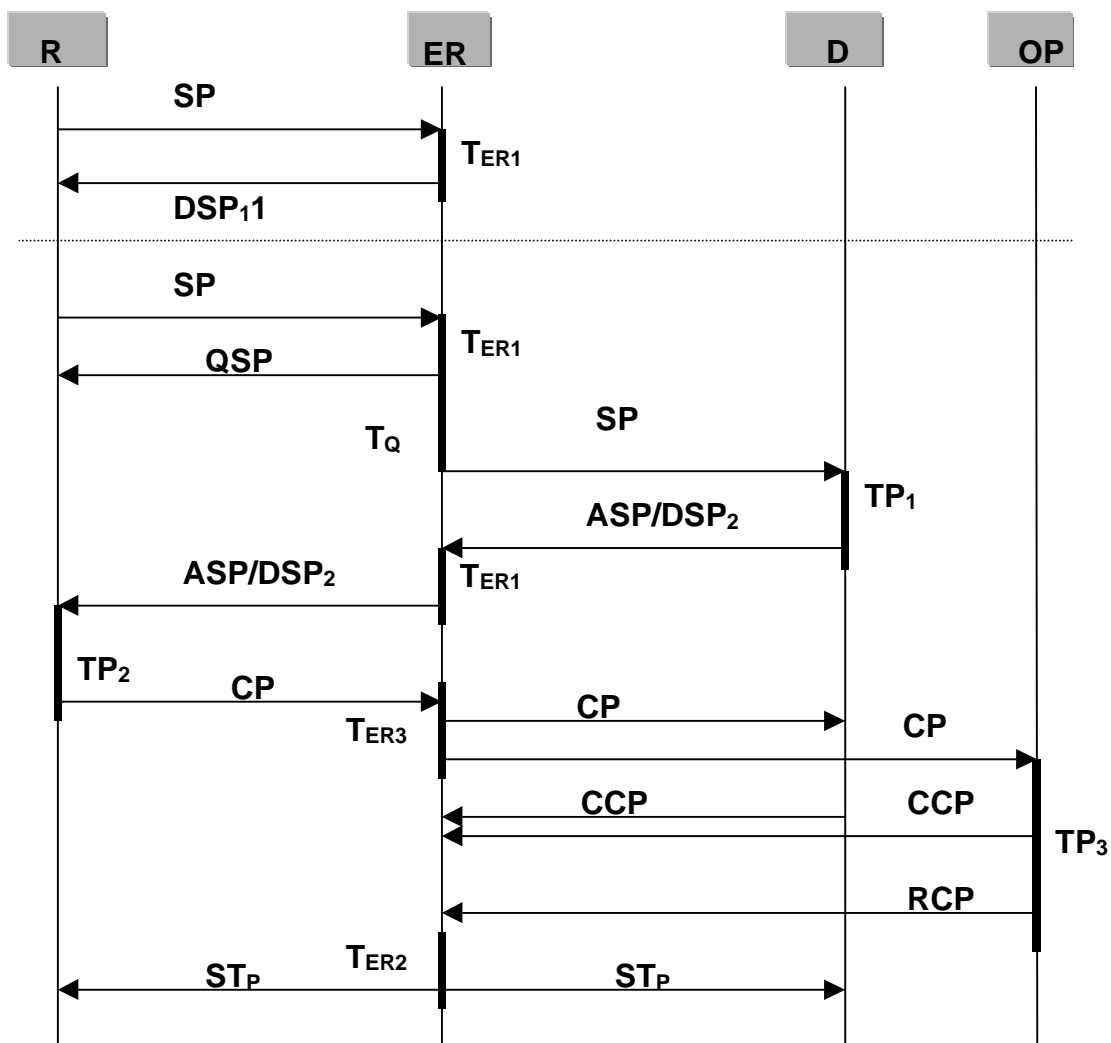 R ER D OP
SP
TER1
DSP11
SP
TER1
QSP
SP
TQ
TP1
ASP/DSP2
ASP/DSP2
TER1
TP2
CP
CP
CP
TER3
CCP
CCP
TP3
RCP
TER2
STP
STP